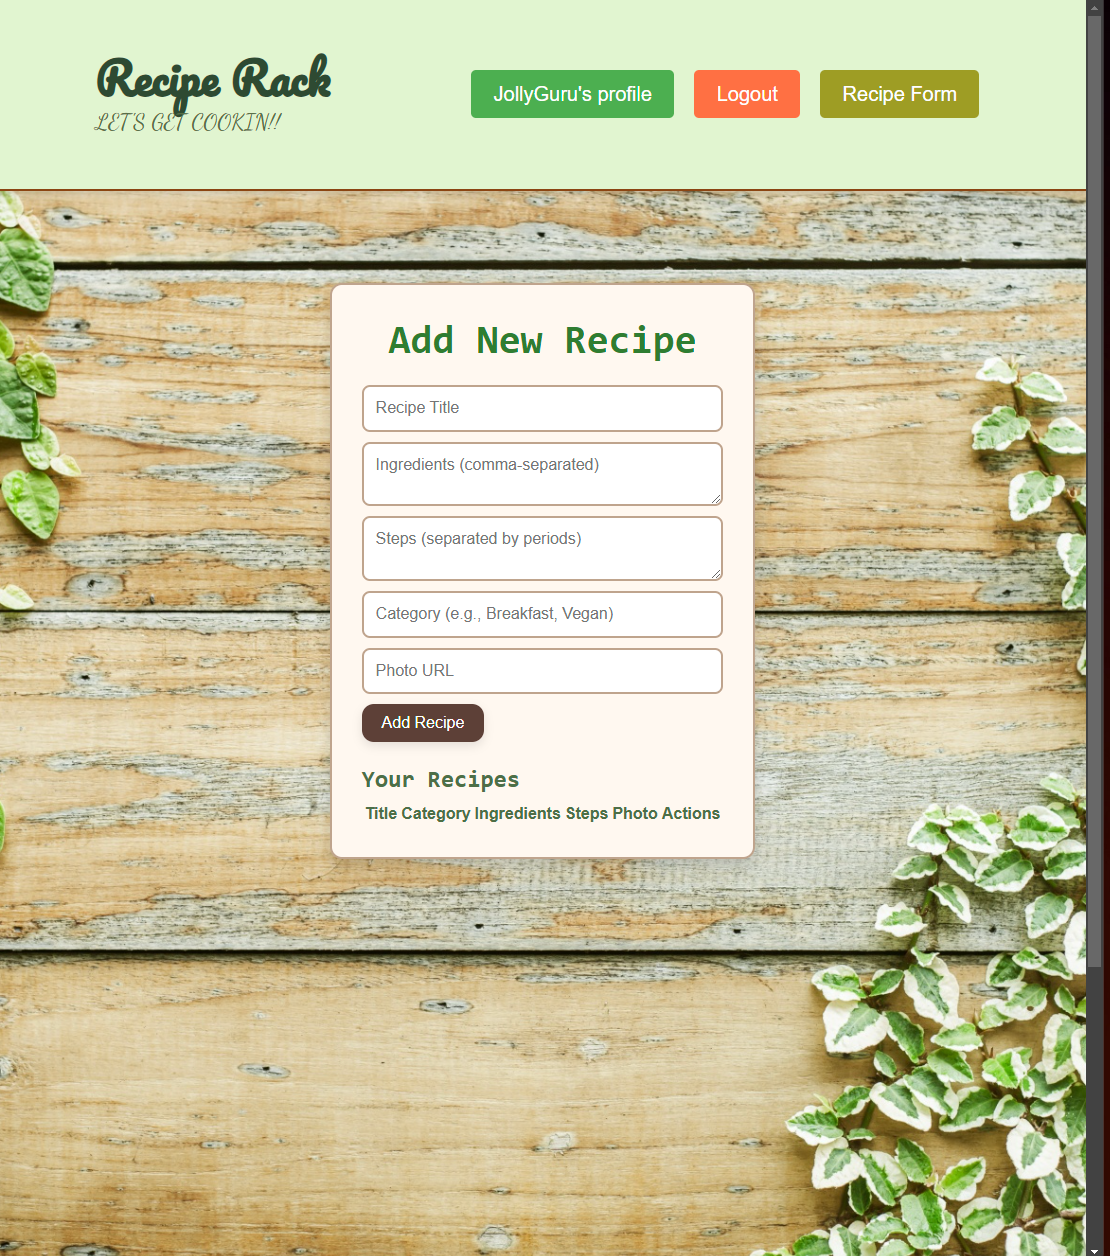 Recipe Rack
LET'S GET COOKIN!!
JollyGuru's profile
Logout
Recipe Form
Add New Recipe
Recipe Title
Ingredients (comma-separated)
Steps (separated by periods)
Category (e.g., Breakfast, Vegan)
Photo URL
Add Recipe
Your Recipes
Title Category Ingredients Steps Photo Actions